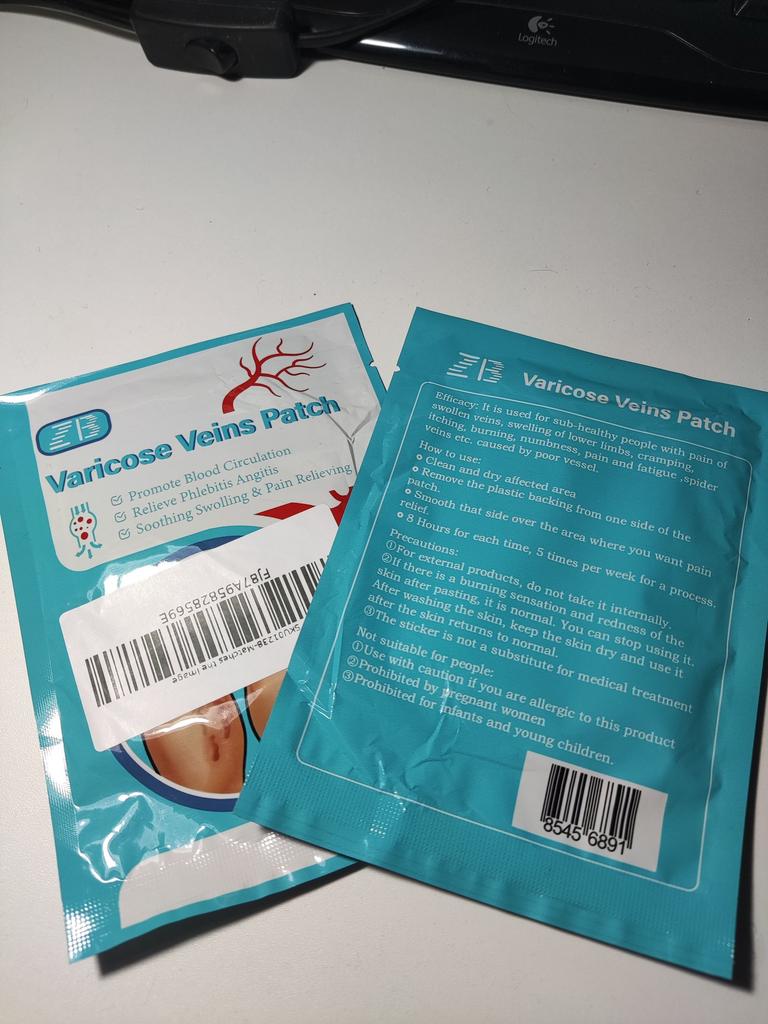 Logitech
ZB
Varicose Veins Patch
Promote Blood Circulation
Relieve Phlebitis Angitis
Soothing Swolling & Pain Relieving
FJB7A9582B569E
SKU01238-Matches the image
ZB
Varicose Veins Patch
Efficacy: It is used for sub-healthy people with pain of
swollen veins, swelling of lower limbs, cramping,
itching, burning, numbness, pain and fatigue ,spider
veins etc. caused by poor vessel.
How to use:
Clean and dry affected area
Remove the plastic backing from one side of the
patch.
Smooth that side over the area where you want pain
relief.
8 Hours for each time, 5 times per week for a process.
Precautions:
①For external products, do not take it internally.
②If there is a burning sensation and redness of the
skin after pasting, it is normal. You can stop using it.
After washing the skin, keep the skin dry and use it
after the skin returns to normal.
③The sticker is not a substitute for medical treatment
Not suitable for people:
①Use with caution if you are allergic to this product
②Prohibited by pregnant women
③Prohibited for infants and young children.
8545 6891